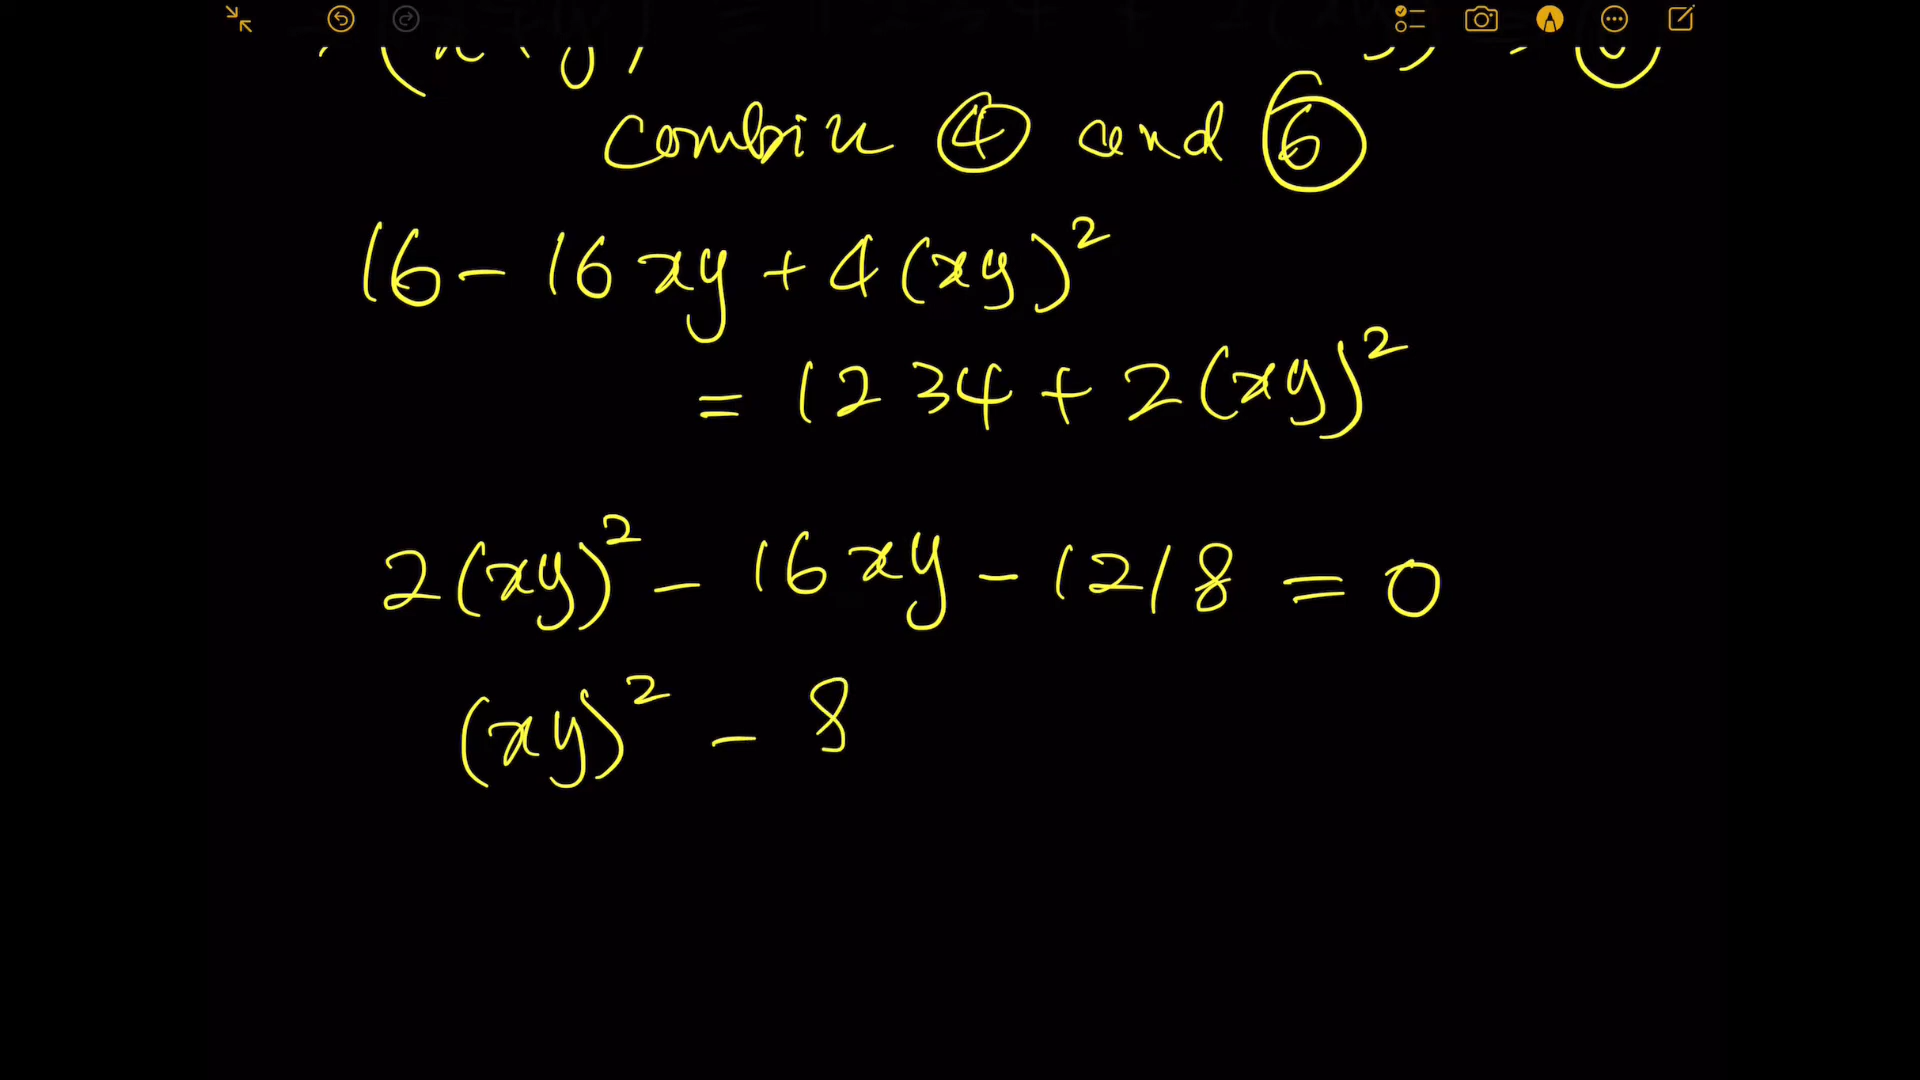 combin ④ and ⑥
16 - 16xy + 4(xy)²
= 1234 + 2(xy)²
2(xy)² - 16xy - 1218 = 0
(xy)² - 8